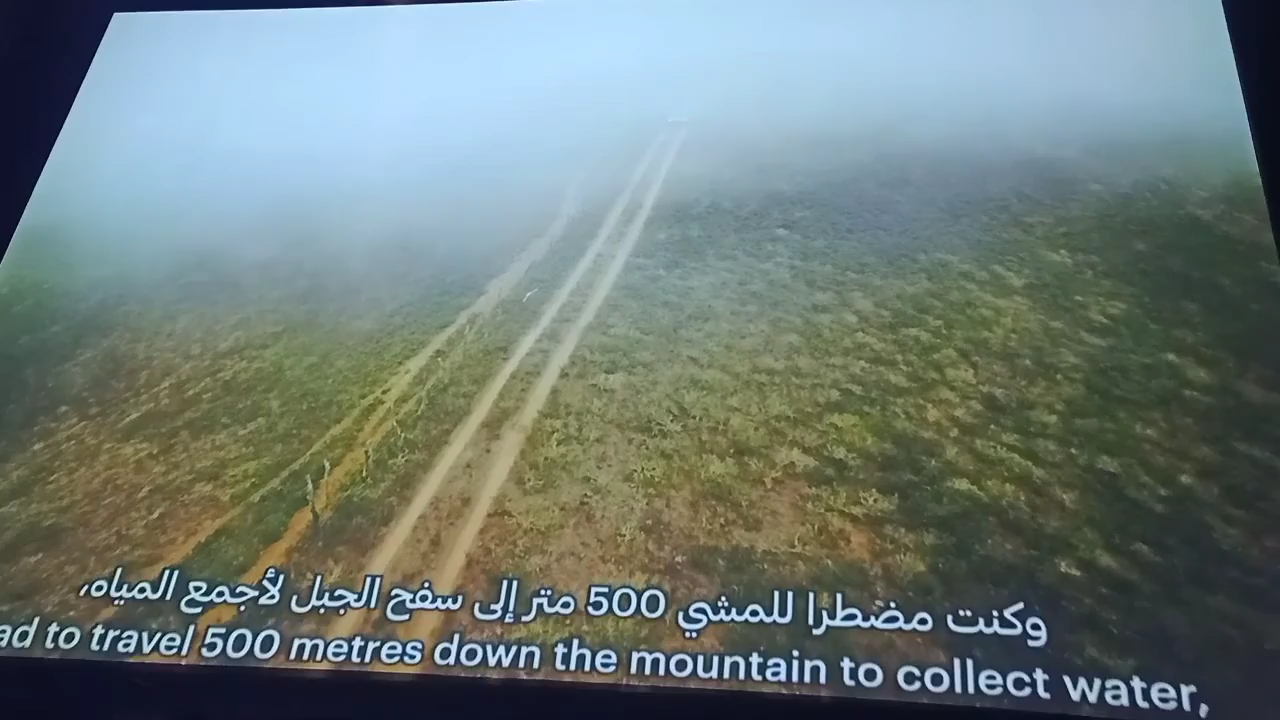 وكنت مضطرا للمشي 500 متر إلى سفح الجبل لأجمع المياه،
to travel 500 metres down the mountain to collect water,